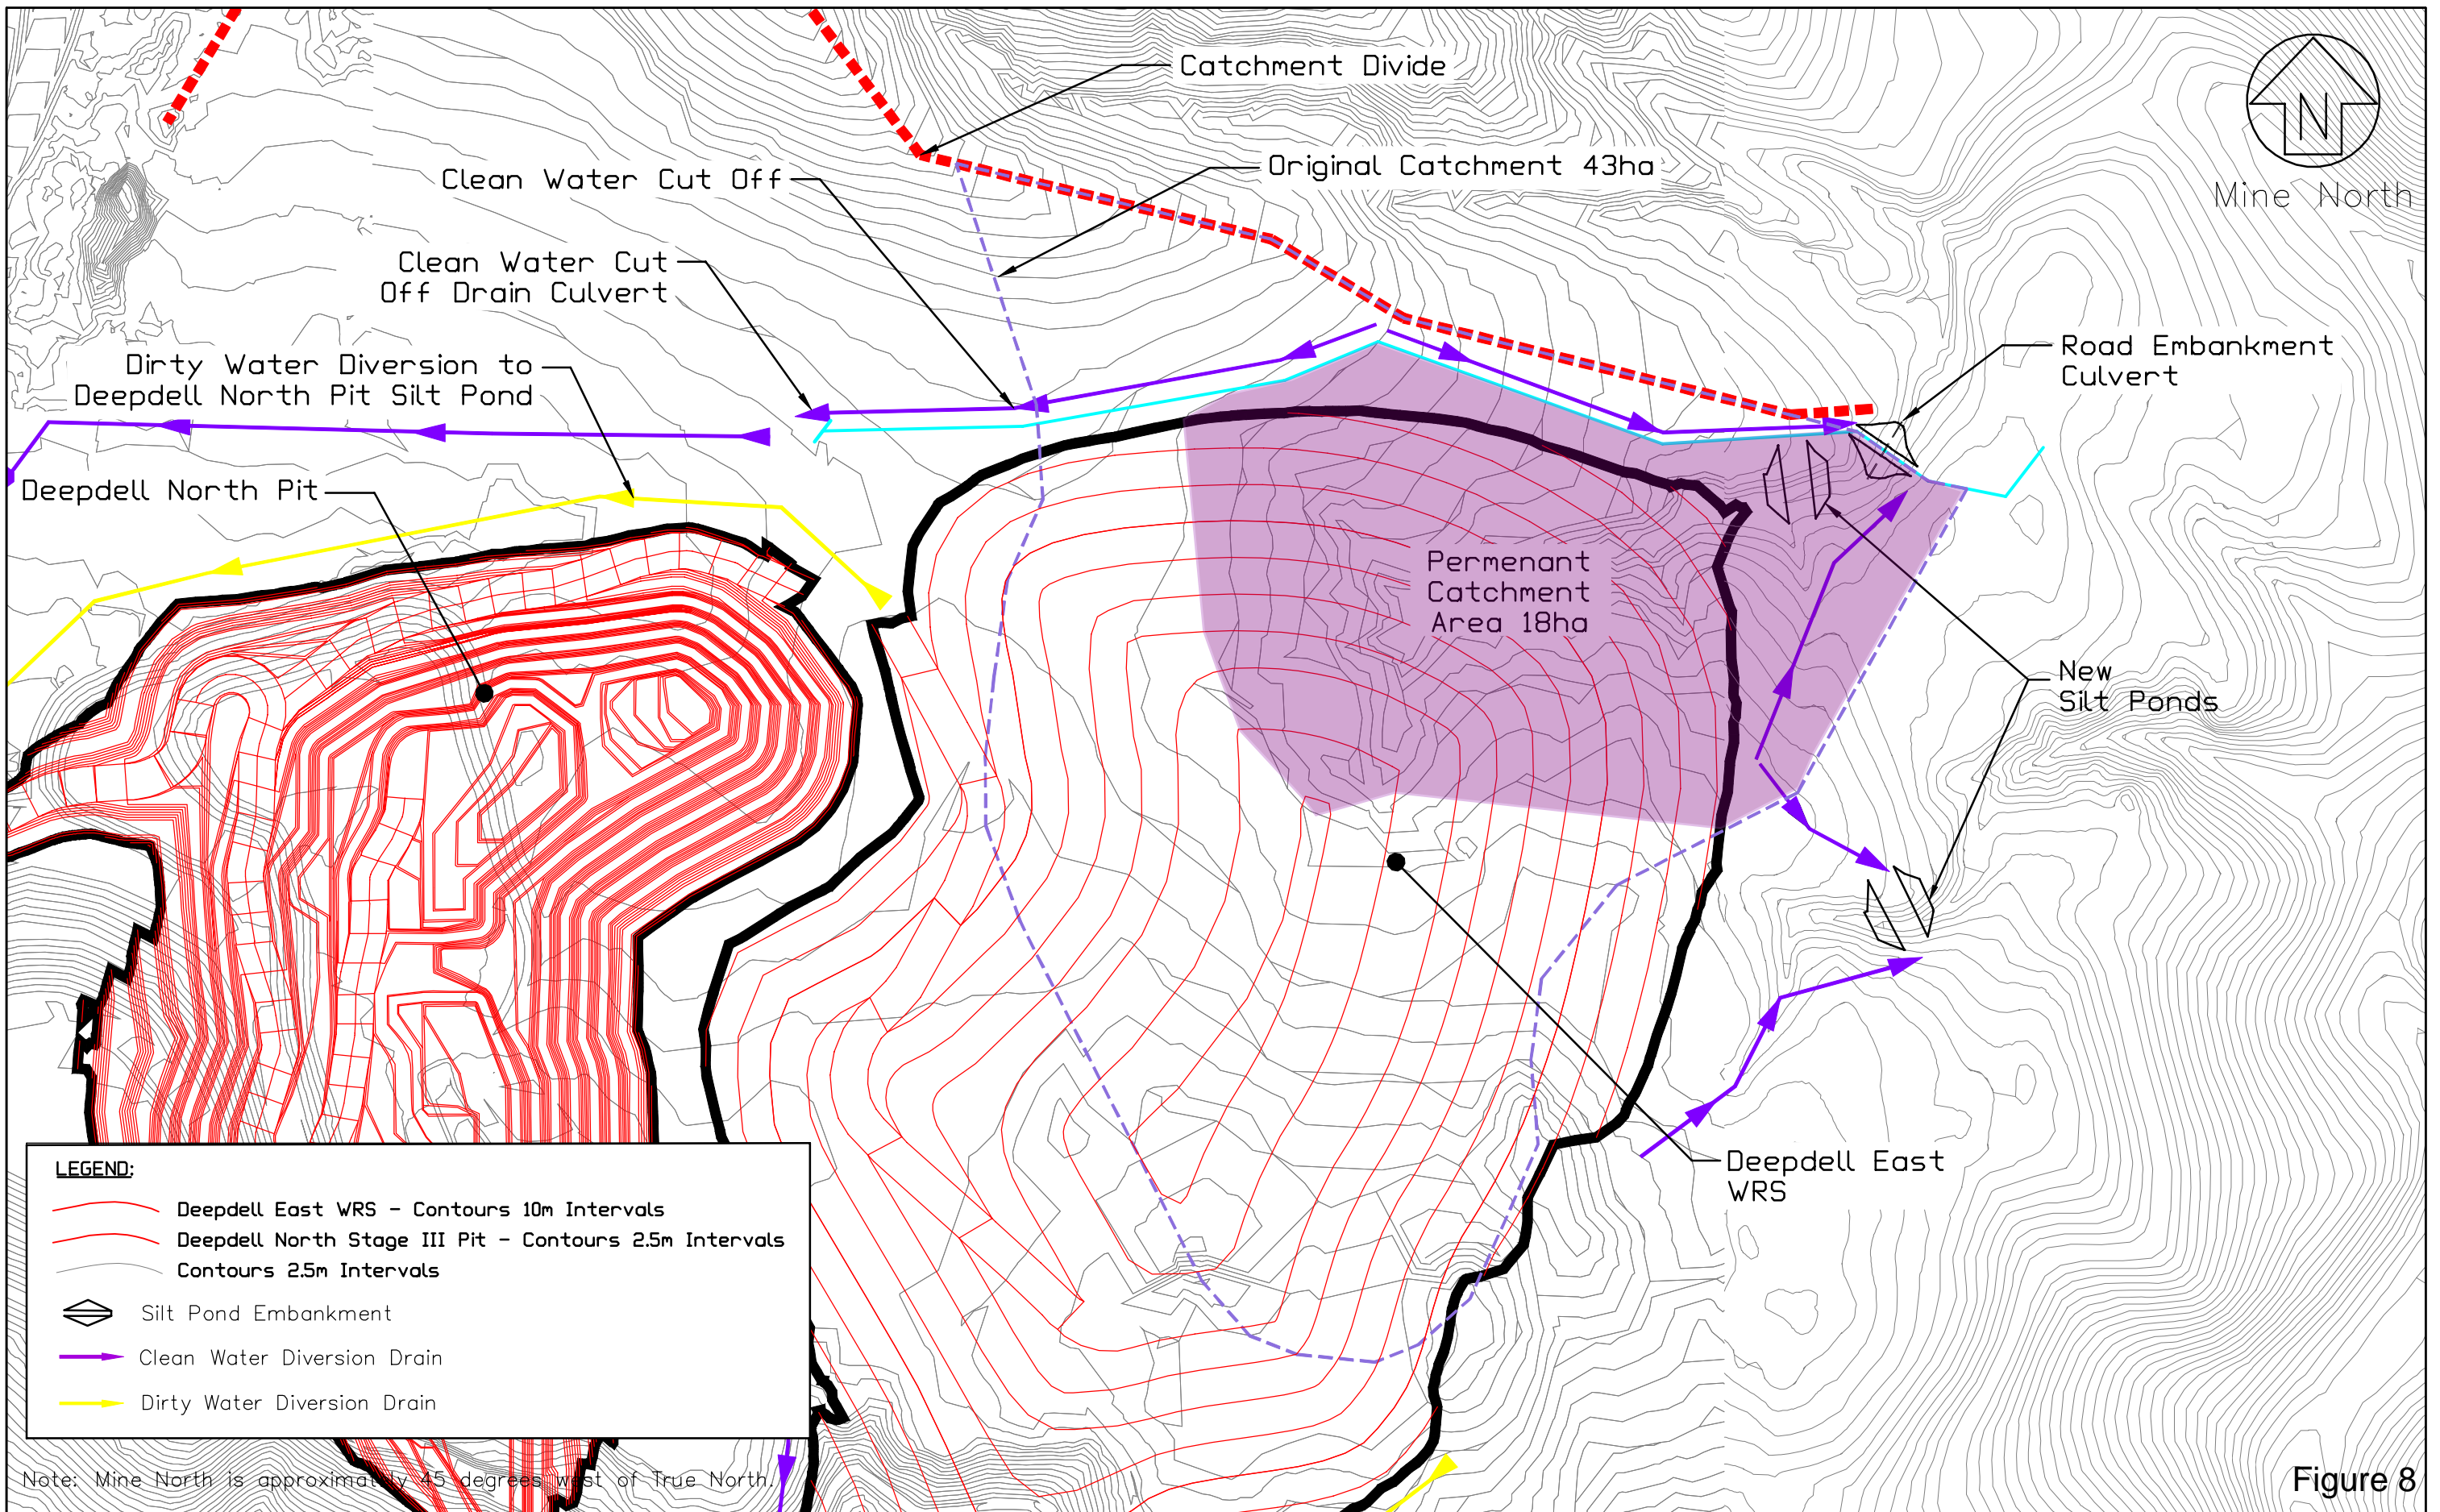 Catchment Divide
N
Mine North
Original Catchment 43ha
Clean Water Cut Off
Clean Water Cut
Off Drain Culvert
Road Embankment
Culvert
Dirty Water Diversion to
Deepdell North Pit Silt Pond
Deepdell North Pit
Permenant
Catchment
Area 18ha
New
Silt Ponds
Deepdell East
WRS
LEGEND:
Deepdell East WRS - Contours 10m Intervals
Deepdell North Stage III Pit - Contours 2.5m Intervals
Contours 2.5m Intervals
Silt Pond Embankment
Clean Water Diversion Drain
Dirty Water Diversion Drain
Note: Mine North is approximately 45 degrees west of True North.
Figure 8